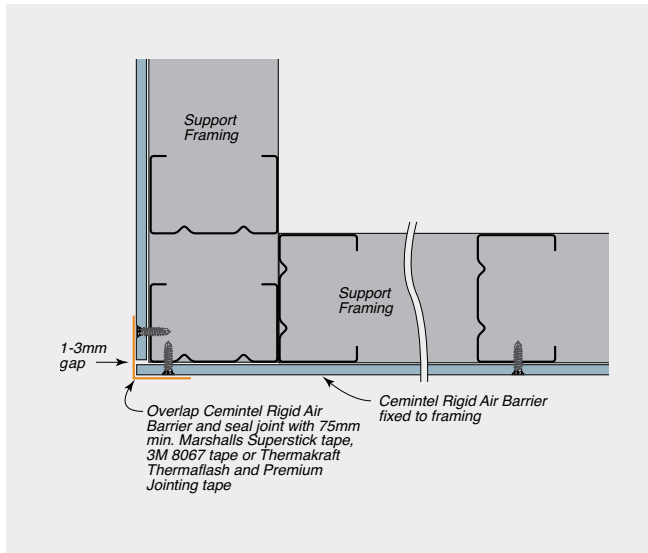 Support
Framing
Support
Framing
1-3mm
gap
Overlap Cemintel Rigid Air
Barrier and seal joint with 75mm
min. Marshalls Superstick tape,
3M 8067 tape or Thermakraft
Thermaflash and Premium
Jointing tape
Cemintel Rigid Air Barrier
fixed to framing